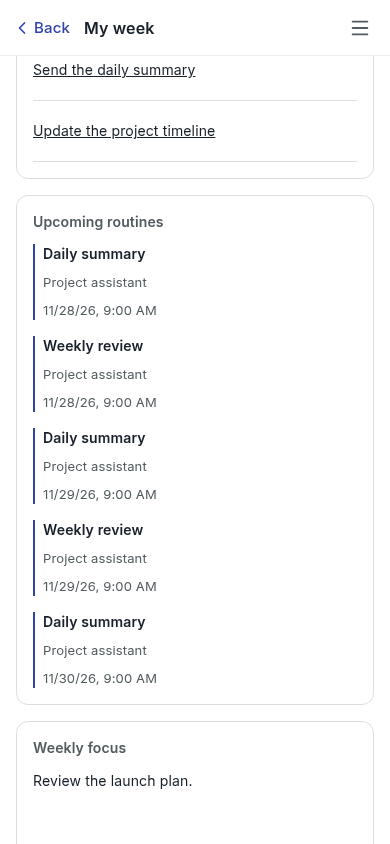 Back My week
Send the daily summary
Update the project timeline
Upcoming routines
Daily summary
Project assistant
11/28/26, 9:00 AM
Weekly review
Project assistant
11/28/26, 9:00 AM
Daily summary
Project assistant
11/29/26, 9:00 AM
Weekly review
Project assistant
11/29/26, 9:00 AM
Daily summary
Project assistant
11/30/26, 9:00 AM
Weekly focus
Review the launch plan.